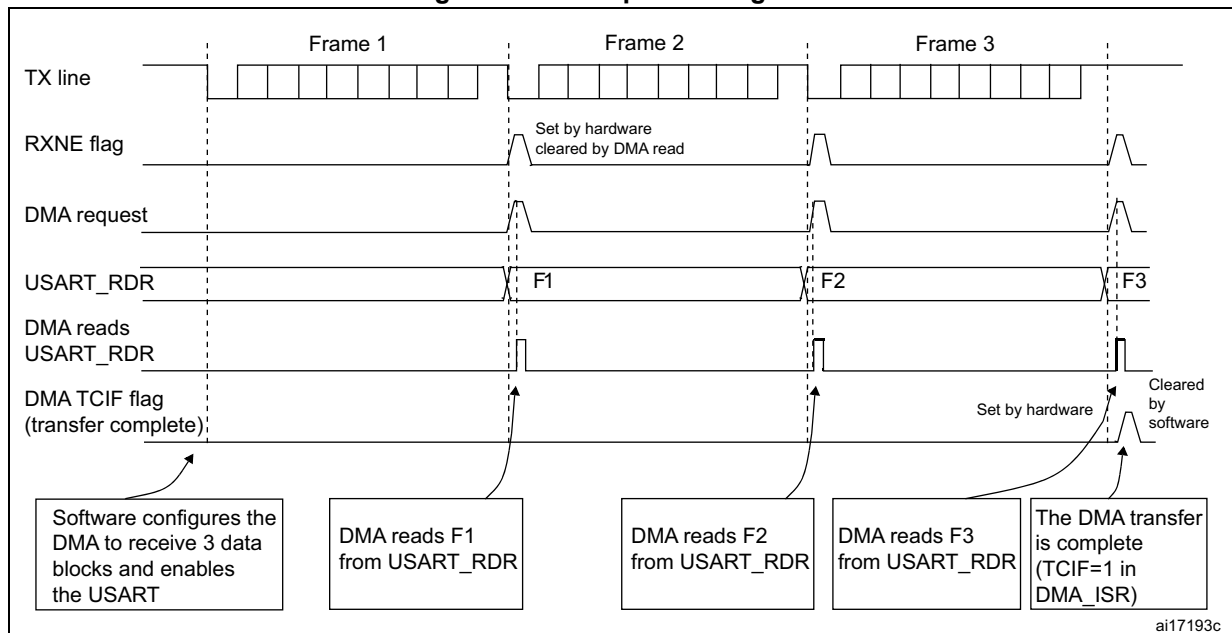 Frame 1
Frame 2
Frame 3
TX line
RXNE flag
Set by hardware
cleared by DMA read
DMA request
USART_RDR
F1
F2
F3
DMA reads
USART_RDR
DMA TCIF flag
(transfer complete)
Set by hardware
Cleared
by
software
Software configures the
DMA to receive 3 data
blocks and enables
the USART
DMA reads F1
from USART_RDR
DMA reads F2
from USART_RDR
DMA reads F3
from USART_RDR
The DMA transfer
is complete
(TCIF=1 in
DMA_ISR)
ai17193c